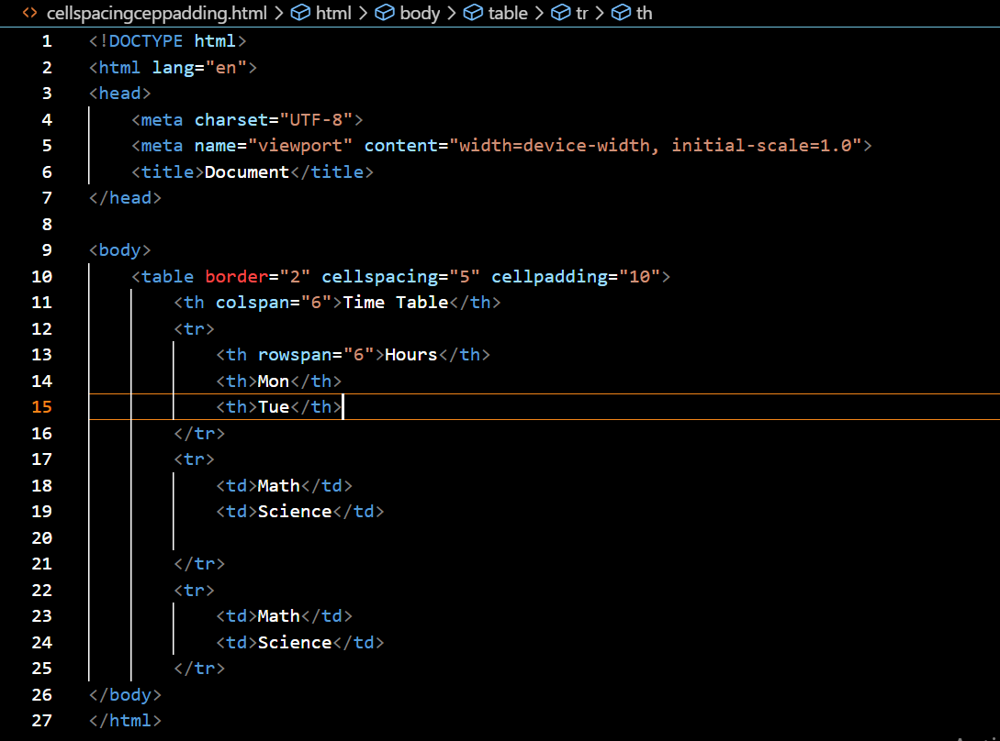 <> cellspacingceppadding.html > html > body > table > tr > th
1 <!DOCTYPE html>
2 <html lang="en">
3 <head>
4     <meta charset="UTF-8">
5     <meta name="viewport" content="width=device-width, initial-scale=1.0">
6     <title>Document</title>
7 </head>
8
9 <body>
10     <table border="2" cellspacing="5" cellpadding="10">
11         <th colspan="6">Time Table</th>
12         <tr>
13             <th rowspan="6">Hours</th>
14             <th>Mon</th>
15             <th>Tue</th>
16         </tr>
17         <tr>
18             <td>Math</td>
19             <td>Science</td>
20
21         </tr>
22         <tr>
23             <td>Math</td>
24             <td>Science</td>
25         </tr>
26 </body>
27 </html>